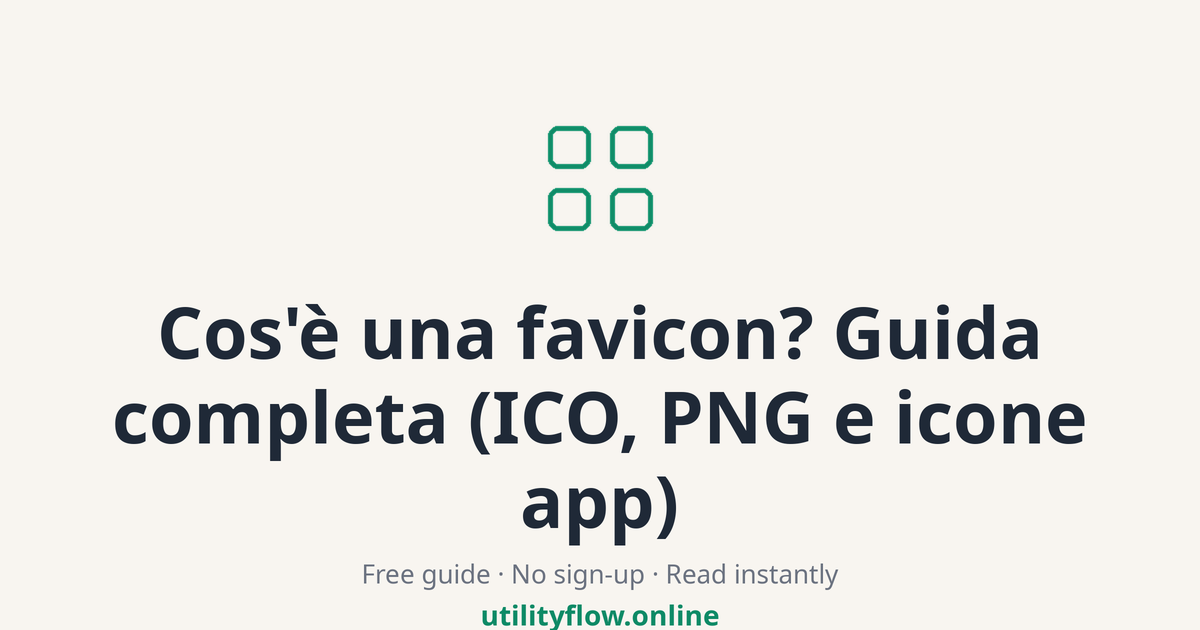 Cos'è una favicon? Guida
completa (ICO, PNG e icone
app)
Free guide · No sign-up · Read instantly
utilityflow.online